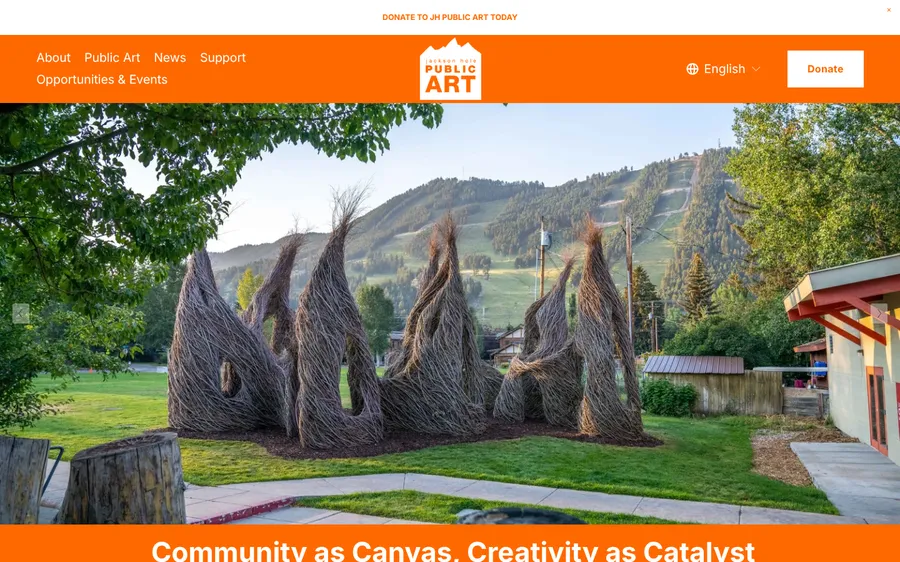 DONATE TO JH PUBLIC ART TODAY
×
About Public Art News Support
Opportunities & Events
jackson hole
PUBLIC
ART
English
Donate
Community as Canvas, Creativity as Catalyst